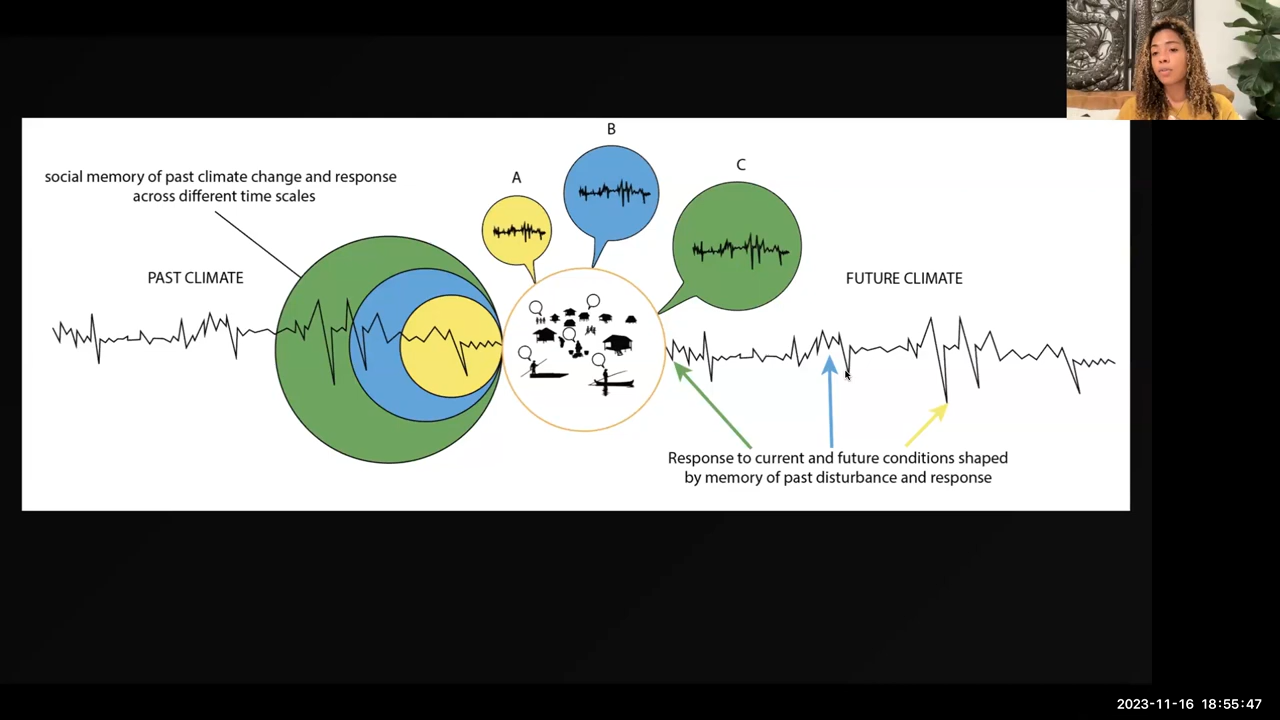 B
C
A
social memory of past climate change and response
across different time scales
PAST CLIMATE
FUTURE CLIMATE
Response to current and future conditions shaped
by memory of past disturbance and response
2023-11-16 18:55:47